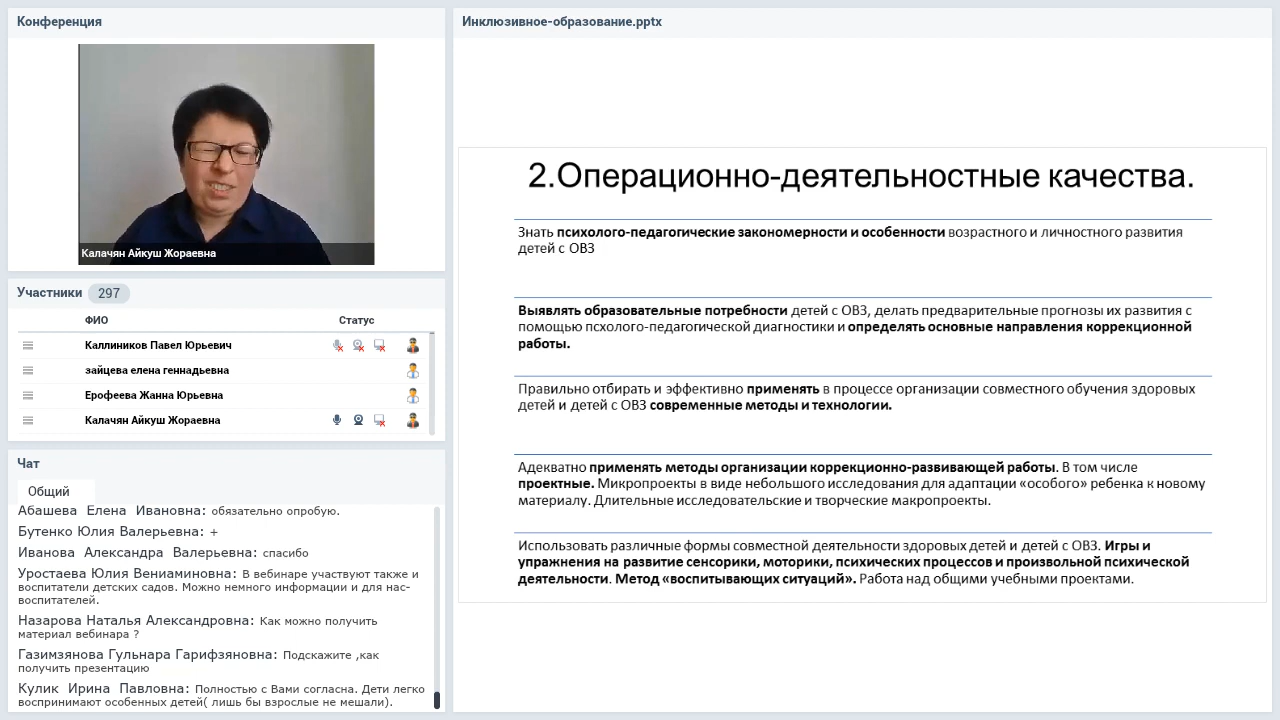 Конференция
Калачян Айкуш Жораевна
Участники 297
ФИО Статус
Каллиников Павел Юрьевич
зайцева елена геннадьевна
Ерофеева Жанна Юрьевна
Калачян Айкуш Жораевна
Чат
Общий
Абашева Елена Ивановна: обязательно опробую.
Бутенко Юлия Валерьевна: +
Иванова Александра Валерьевна: спасибо
Уростаева Юлия Вениаминовна: В вебинаре участвуют также и
воспитатели детских садов. Можно немного информации и для нас-
воспитателей.
Назарова Наталья Александровна: Как можно получить
материал вебинара ?
Газимзянова Гульнара Гарифзяновна: Подскажите ,как
получить презентацию
Кулик Ирина Павловна: Полностью с Вами согласна. Дети легко
воспринимают особенных детей( лишь бы взрослые не мешали).
Инклюзивное-образование.pptx
2.Операционно-деятельностные качества.
Знать психолого-педагогические закономерности и особенности возрастного и личностного развития
детей с ОВЗ
Выявлять образовательные потребности детей с ОВЗ, делать предварительные прогнозы их развития с
помощью псхолого-педагогической диагностики и определять основные направления коррекционной
работы.
Правильно отбирать и эффективно применять в процессе организации совместного обучения здоровых
детей и детей с ОВЗ современные методы и технологии.
Адекватно применять методы организации коррекционно-развивающей работы. В том числе
проектные. Микропроекты в виде небольшого исследования для адаптации «особого» ребенка к новому
материалу. Длительные исследовательские и творческие макропроекты.
Использовать различные формы совместной деятельности здоровых детей и детей с ОВЗ. Игры и
упражнения на развитие сенсорики, моторики, психических процессов и произвольной психической
деятельности. Метод «воспитывающих ситуаций». Работа над общими учебными проектами.